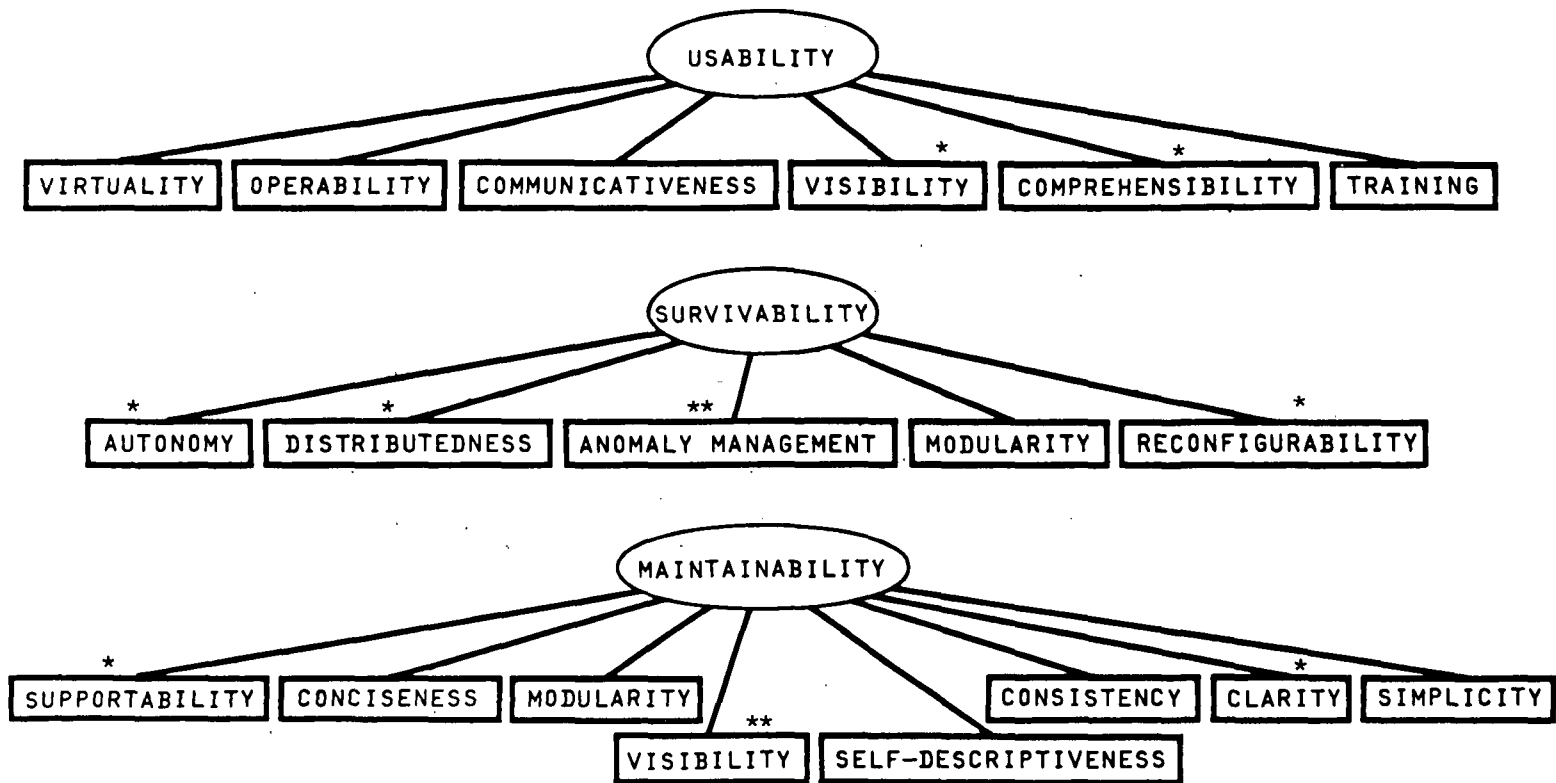 USABILITY
* *
VIRTUALITY OPERABILITY COMMUNICATIVENESS VISIBILITY COMPREHENSIBILITY TRAINING
SURVIVABILITY
* * ** *
AUTONOMY DISTRIBUTEDNESS ANOMALY MANAGEMENT MODULARITY RECONFIGURABILITY
MAINTAINABILITY
* *
SUPPORTABILITY CONCISENESS MODULARITY CONSISTENCY CLARITY SIMPLICITY
**
VISIBILITY SELF-DESCRIPTIVENESS